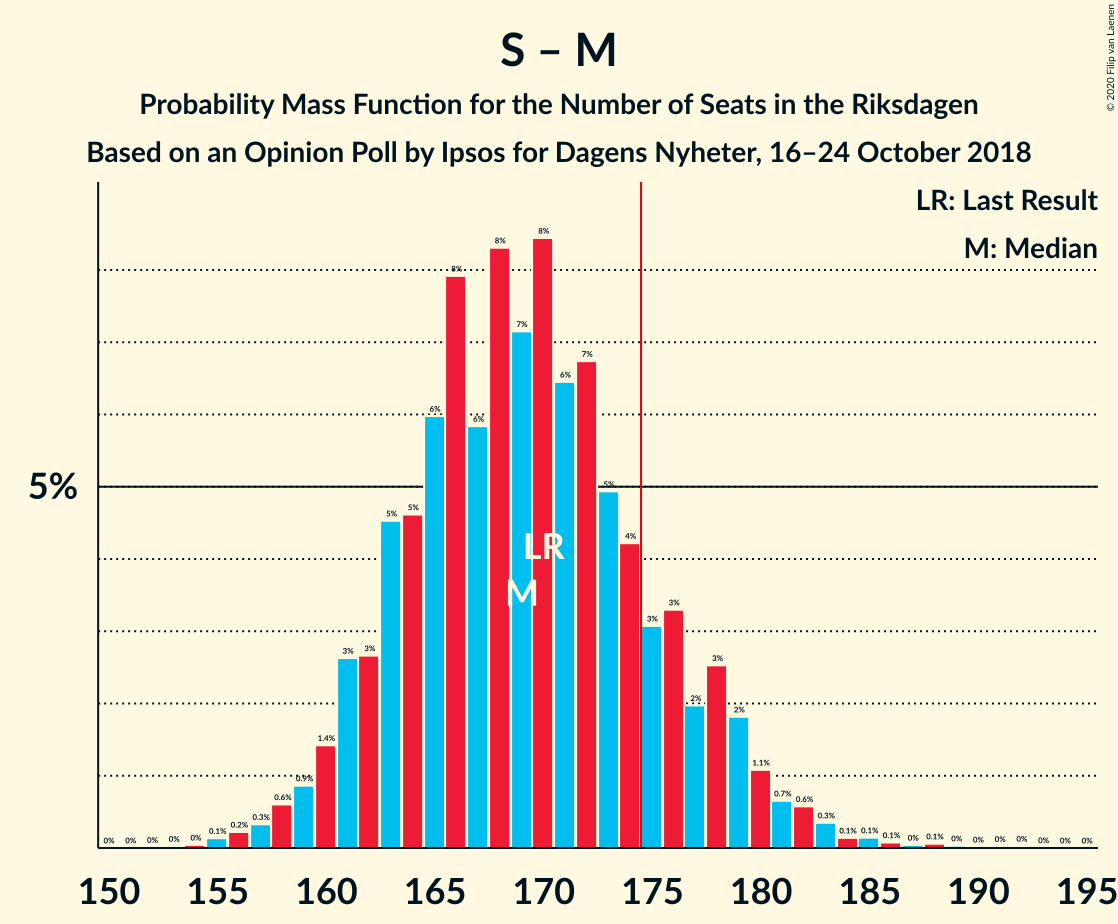 S – M
Probability Mass Function for the Number of Seats in the Riksdagen
Based on an Opinion Poll by Ipsos for Dagens Nyheter, 16–24 October 2018
© 2020 Filip van Laenen
LR: Last Result
M: Median
5%
0% 0% 0% 0% 0% 0.1% 0.2% 0.3% 0.6% 0.9% 1.4% 3% 3% 5% 5% 6% 8% 6% 8% 7% 8% 6% 7% 5% 4% 3% 3% 2% 3% 2% 1.1% 0.7% 0.6% 0.3% 0.1% 0.1% 0.1% 0% 0.1% 0% 0% 0% 0% 0% 0% 0%
LR
M
150 155 160 165 170 175 180 185 190 195